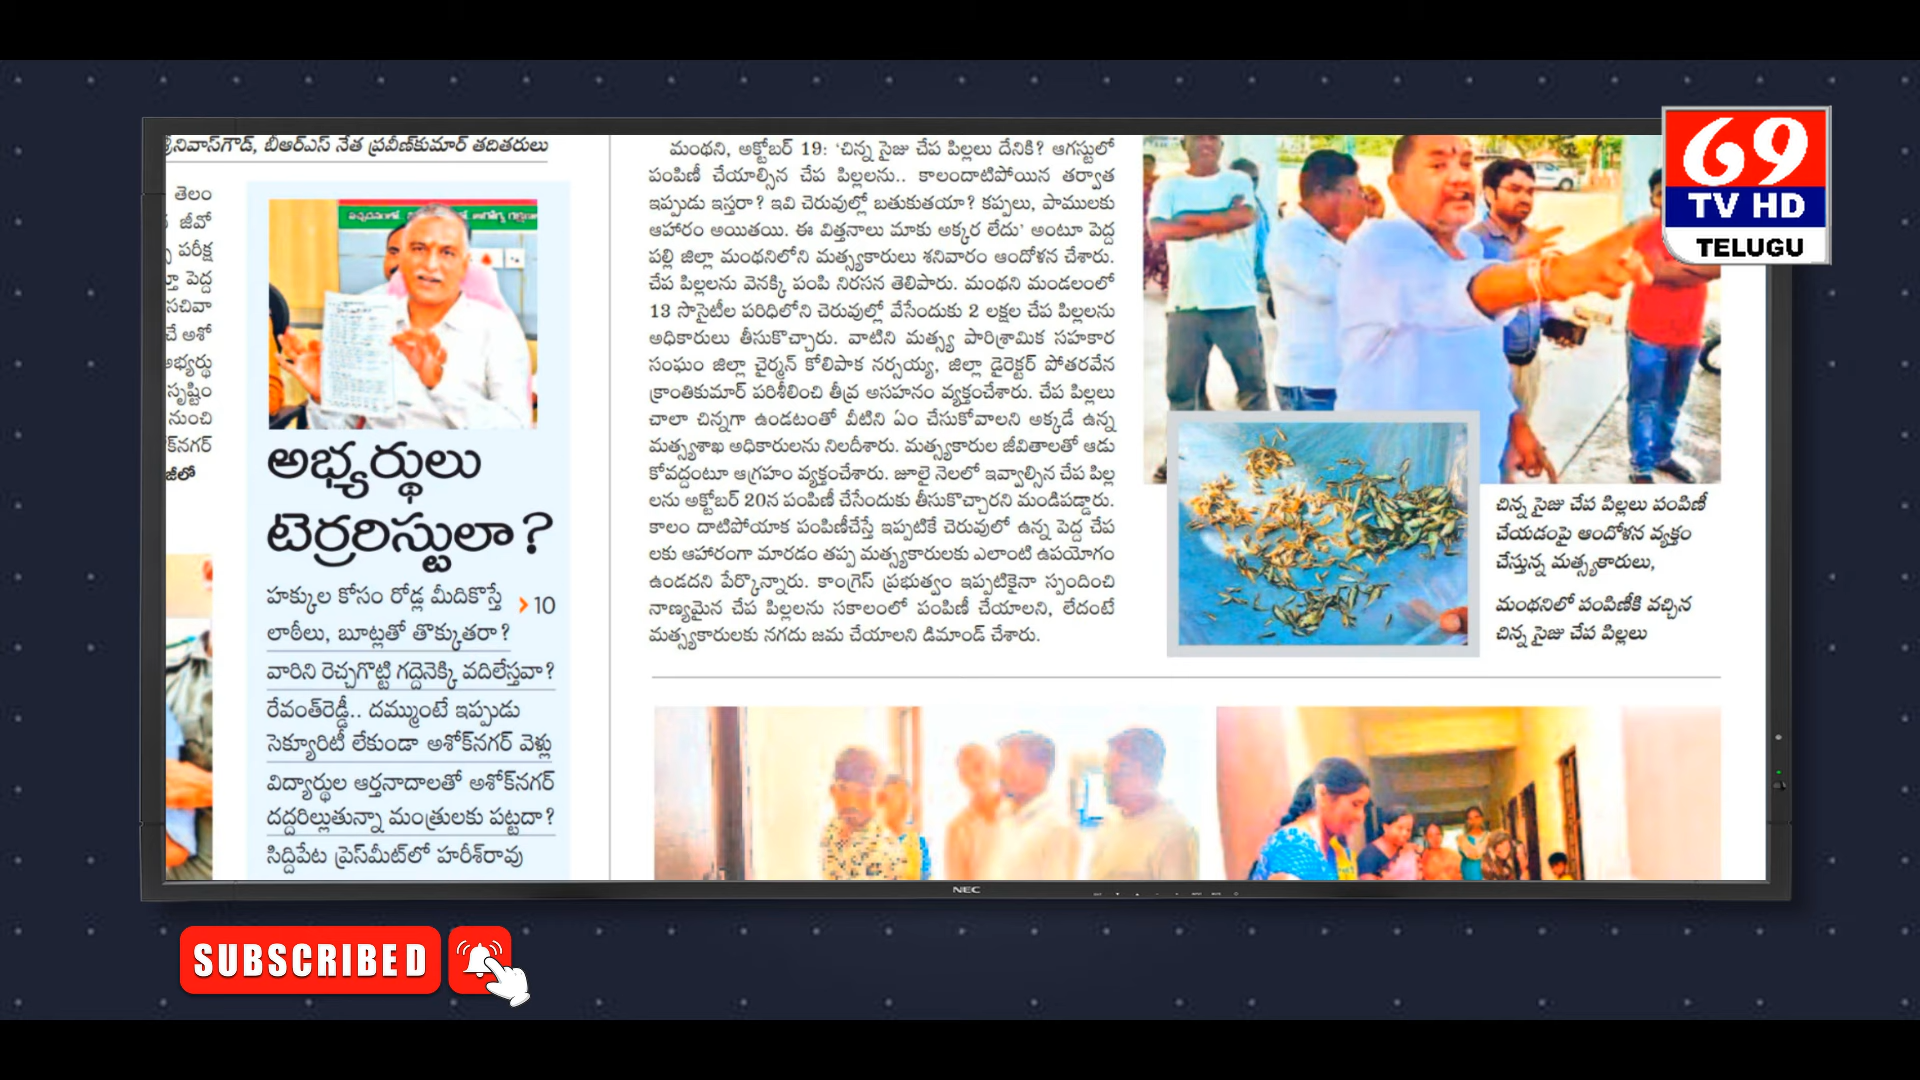 శ్రీనివాస్‌గౌడ్, బీఆర్ఎస్ నేత ప్రవీణ్‌కుమార్ తదితరులు
తెలం
జీవో
పరీక్ష
పెద్ద
సచివా
అశో
అభ్యర్థు
సృష్టిం
నుంచి
క్‌నగర్
జీలో
అభ్యర్థులు
టెర్రరిస్టులా?
హక్కుల కోసం రోడ్ల మీదికొస్తే
లాఠీలు, బూట్లతో తొక్కుతరా?
> 10
వారిని రెచ్చగొట్టి గద్దెనెక్కి వదిలేస్తవా?
రేవంత్‌రెడ్డీ.. దమ్ముంటే ఇప్పుడు
సెక్యూరిటీ లేకుండా అశోక్‌నగర్ వెళ్లు
విద్యార్థుల ఆర్తనాదాలతో అశోక్‌నగర్
దద్దరిల్లుతున్నా మంత్రులకు పట్టదా?
సిద్దిపేట ప్రెస్‌మీట్‌లో హరీశ్‌రావు
మంథని, అక్టోబర్ 19: ‘చిన్న సైజు చేప పిల్లలు దేనికి? ఆగస్టులో
పంపిణీ చేయాల్సిన చేప పిల్లలను.. కాలందాటిపోయిన తర్వాత
ఇప్పుడు ఇస్తరా? ఇవి చెరువుల్లో బతుకుతయా? కప్పలు, పాములకు
ఆహారం అయితయి. ఈ విత్తనాలు మాకు అక్కర లేదు’ అంటూ పెద్ద
పల్లి జిల్లా మంథనిలోని మత్స్యకారులు శనివారం ఆందోళన చేశారు.
చేప పిల్లలను వెనక్కి పంపి నిరసన తెలిపారు. మంథని మండలంలో
13 సొసైటీల పరిధిలోని చెరువుల్లో వేసేందుకు 2 లక్షల చేప పిల్లలను
అధికారులు తీసుకొచ్చారు. వాటిని మత్స్య పారిశ్రామిక సహకార
సంఘం జిల్లా చైర్మన్ కోలిపాక నర్సయ్య, జిల్లా డైరెక్టర్ పోతరవేన
క్రాంతికుమార్ పరిశీలించి తీవ్ర అసహనం వ్యక్తంచేశారు. చేప పిల్లలు
చాలా చిన్నగా ఉండటంతో వీటిని ఏం చేసుకోవాలని అక్కడే ఉన్న
మత్స్యశాఖ అధికారులను నిలదీశారు. మత్స్యకారుల జీవితాలతో ఆడు
కోవద్దంటూ ఆగ్రహం వ్యక్తంచేశారు. జూలై నెలలో ఇవ్వాల్సిన చేప పిల్ల
లను అక్టోబర్ 20న పంపిణీ చేసేందుకు తీసుకొచ్చారని మండిపడ్డారు.
కాలం దాటిపోయాక పంపిణీచేస్తే ఇప్పటికే చెరువులో ఉన్న పెద్ద చేప
లకు ఆహారంగా మారడం తప్ప మత్స్యకారులకు ఎలాంటి ఉపయోగం
ఉండదని పేర్కొన్నారు. కాంగ్రెస్ ప్రభుత్వం ఇప్పటికైనా స్పందించి
నాణ్యమైన చేప పిల్లలను సకాలంలో పంపిణీ చేయాలని, లేదంటే
మత్స్యకారులకు నగదు జమ చేయాలని డిమాండ్ చేశారు.
చిన్న సైజు చేప పిల్లలు పంపిణీ
చేయడంపై ఆందోళన వ్యక్తం
చేస్తున్న మత్స్యకారులు,
మంథనిలో పంపిణీకి వచ్చిన
చిన్న సైజు చేప పిల్లలు
69
TV HD
TELUGU
NEC
SUBSCRIBED